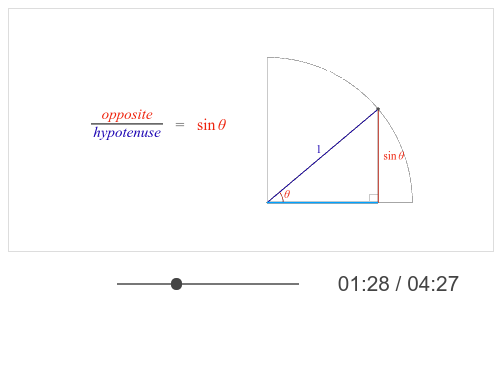 opposite
hypotenuse
= sin θ
1
sin θ
θ
01:28 / 04:27